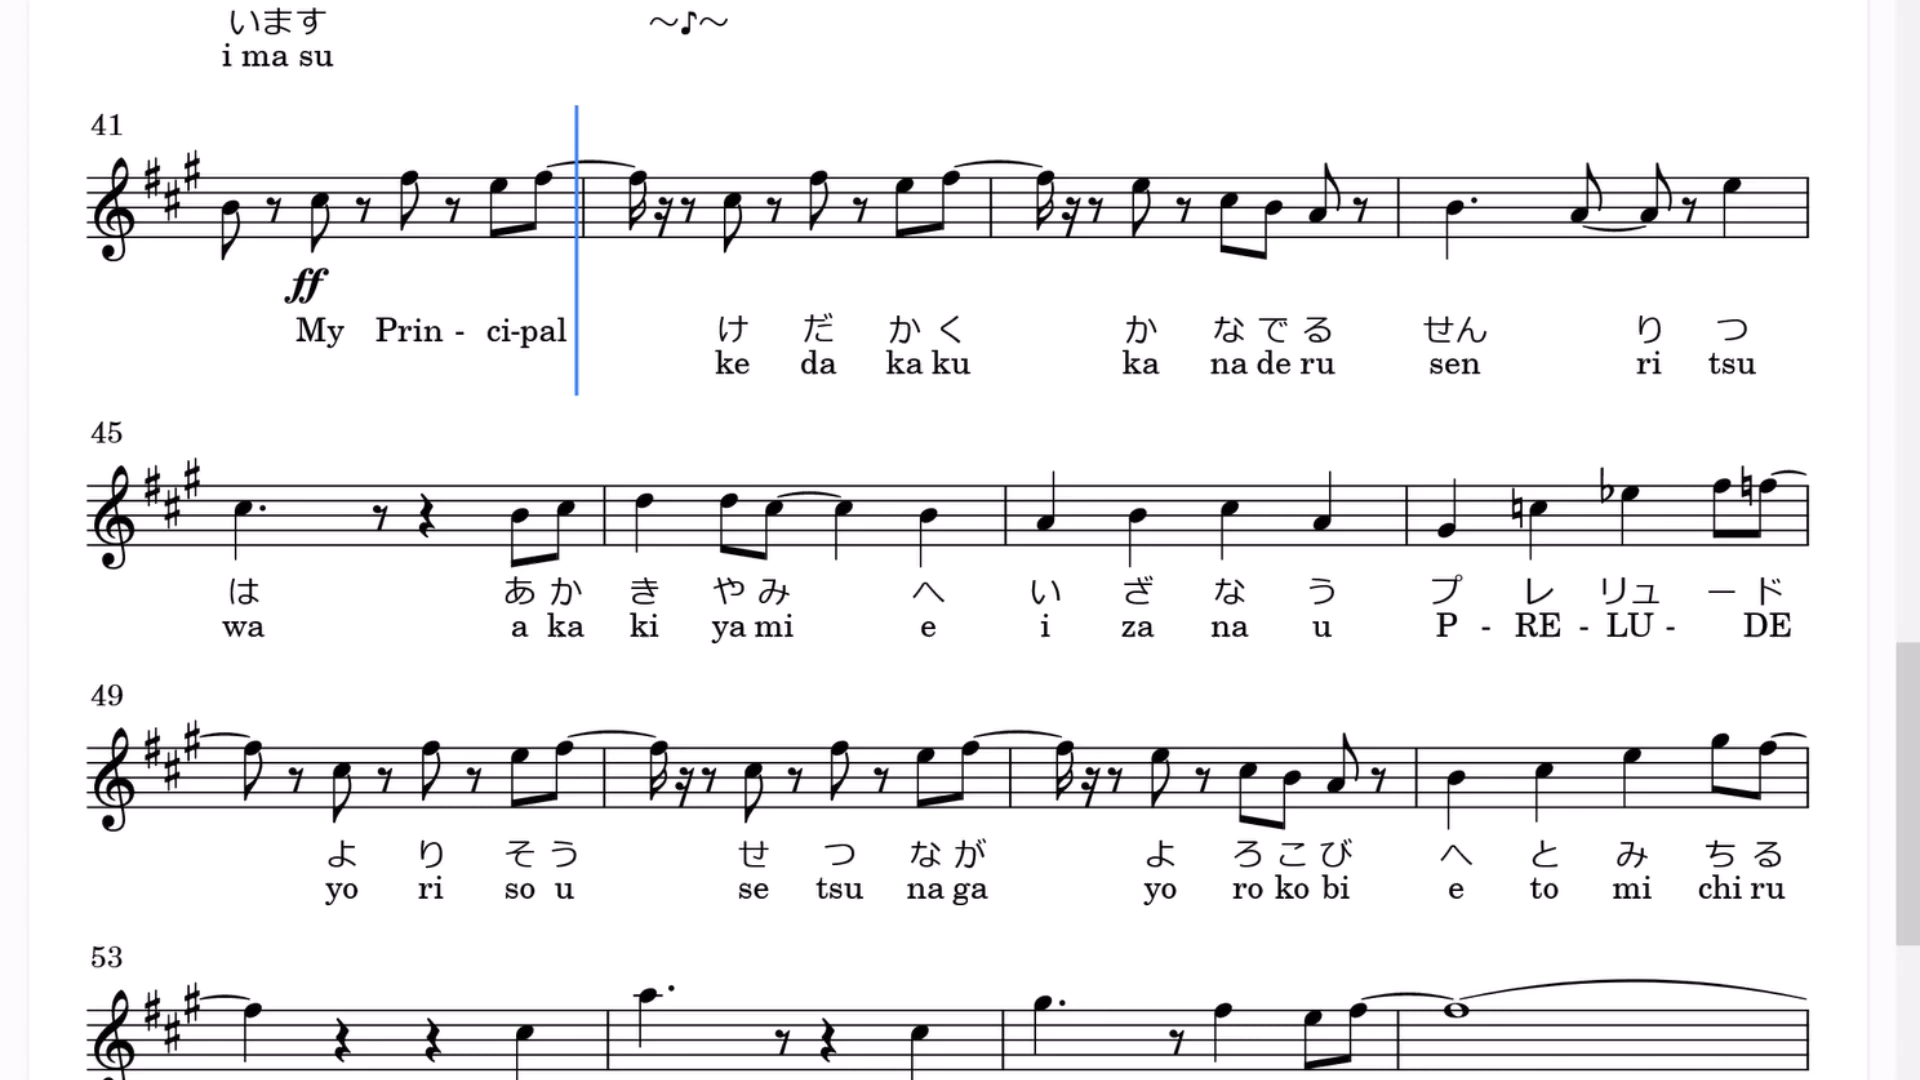 います ～♪～
i ma su
41
ff
My Prin - ci-pal け だ か く か な で る せん り つ
ke da ka ku ka na de ru sen ri tsu
45
は あ か き や み へ い ざ な う プ レ リュ ー ド
wa a ka ki ya mi e i za na u P - RE - LU - DE
49
よ り そ う せ つ な が よ ろ こ び へ と み ち る
yo ri so u se tsu na ga yo ro ko bi e to mi chi ru
53